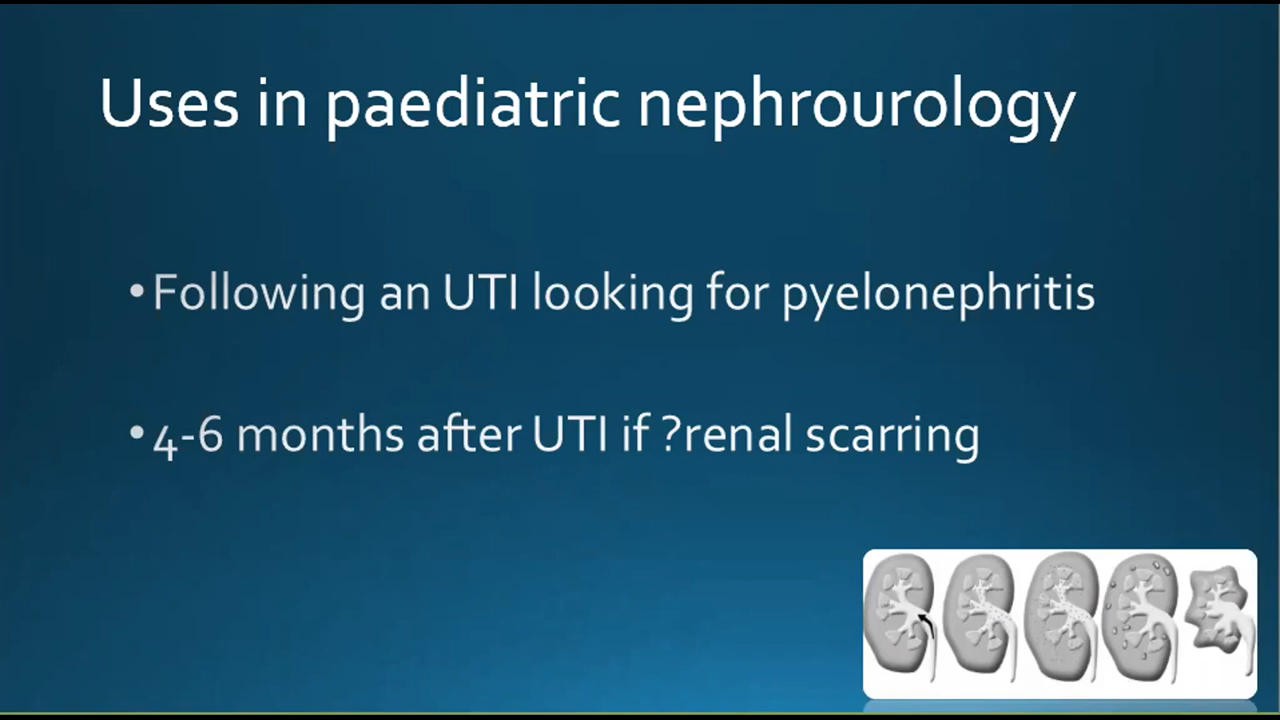 Uses in paediatric nephrourology
•Following an UTI looking for pyelonephritis
•4-6 months after UTI if ?renal scarring